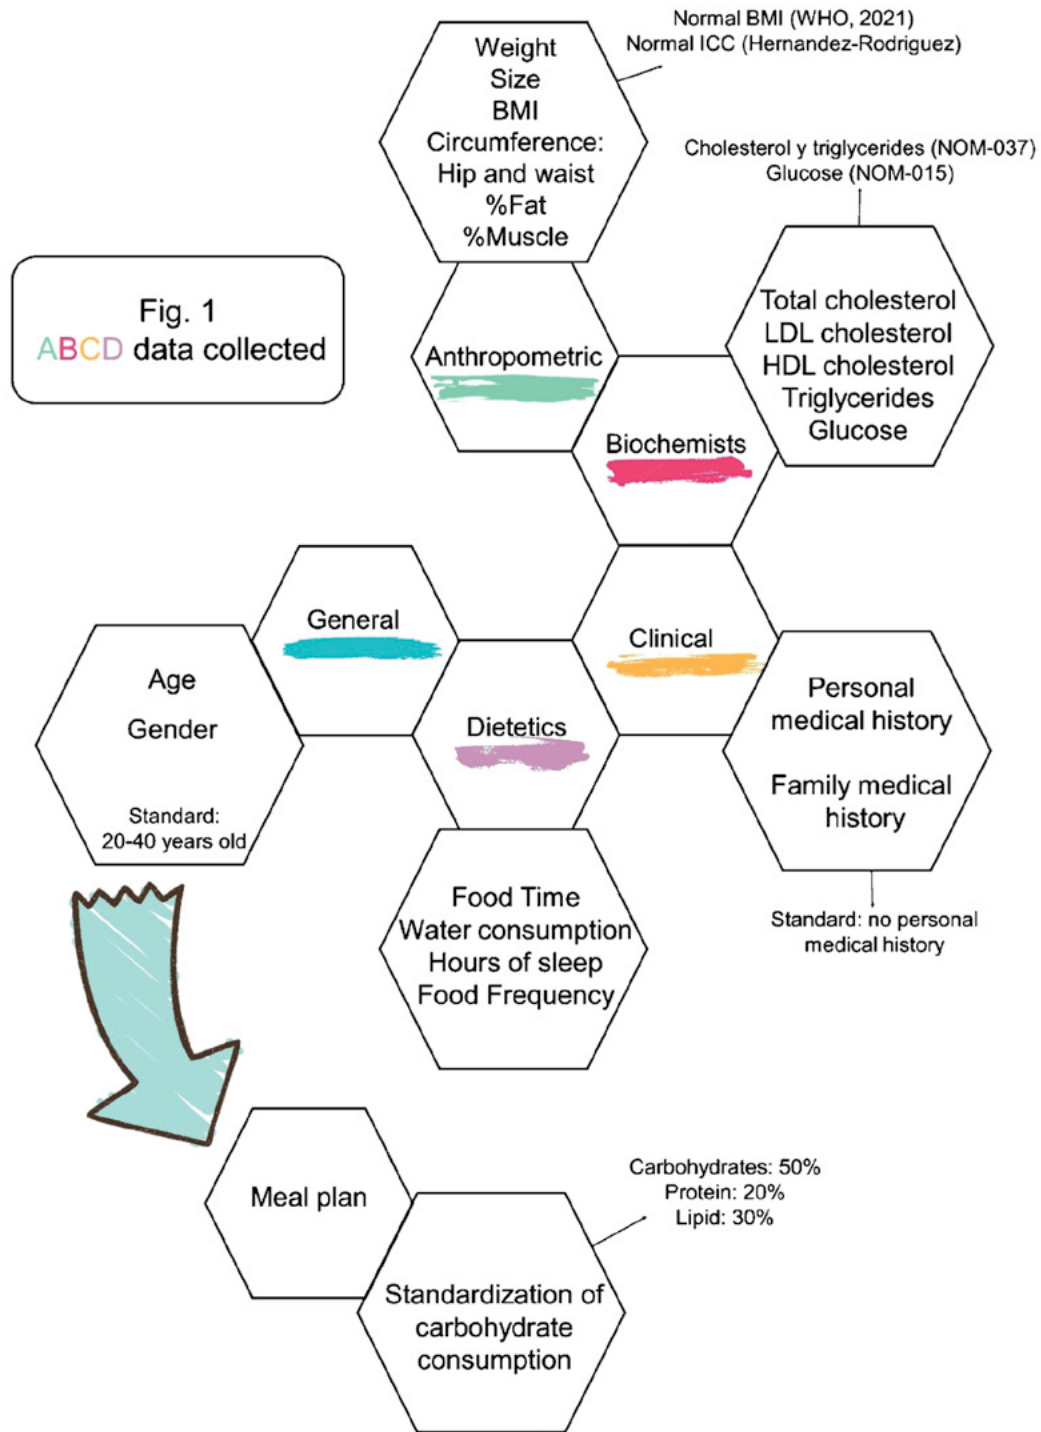 Normal BMI (WHO, 2021)
Normal ICC (Hernandez-Rodriguez)
Weight
Size
BMI
Circumference:
Hip and waist
%Fat
%Muscle
Cholesterol y triglycerides (NOM-037)
Glucose (NOM-015)
Fig. 1
ABCD data collected
Anthropometric
Total cholesterol
LDL cholesterol
HDL cholesterol
Triglycerides
Glucose
Biochemists
General
Clinical
Age
Gender
Standard:
20-40 years old
Dietetics
Personal
medical history
Family medical
history
Food Time
Water consumption
Hours of sleep
Food Frequency
Standard: no personal
medical history
Meal plan
Carbohydrates: 50%
Protein: 20%
Lipid: 30%
Standardization of
carbohydrate
consumption